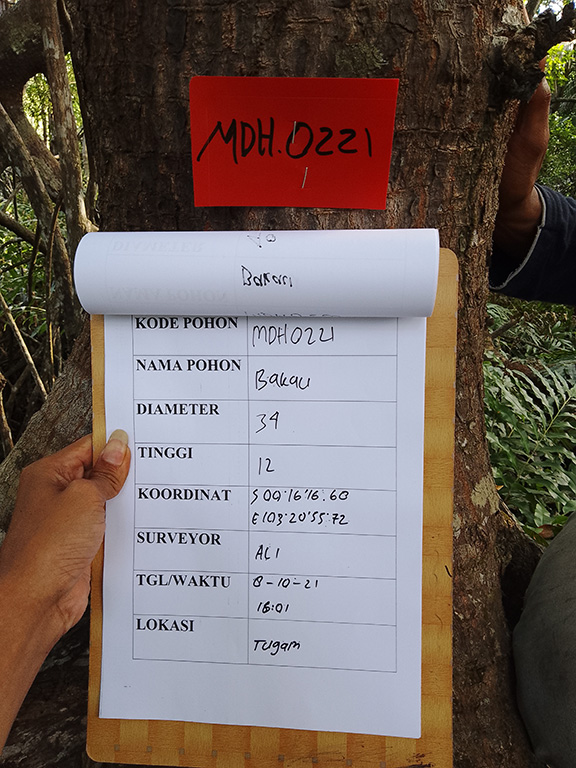 MDH.0221
Bakau
KODE POHON MDH0221
NAMA POHON Bakau
DIAMETER 34
TINGGI 12
KOORDINAT S 00°16'16.60
E103°20'55.72
SURVEYOR ALI
TGL/WAKTU 8-10-21
16:01
LOKASI Tugam